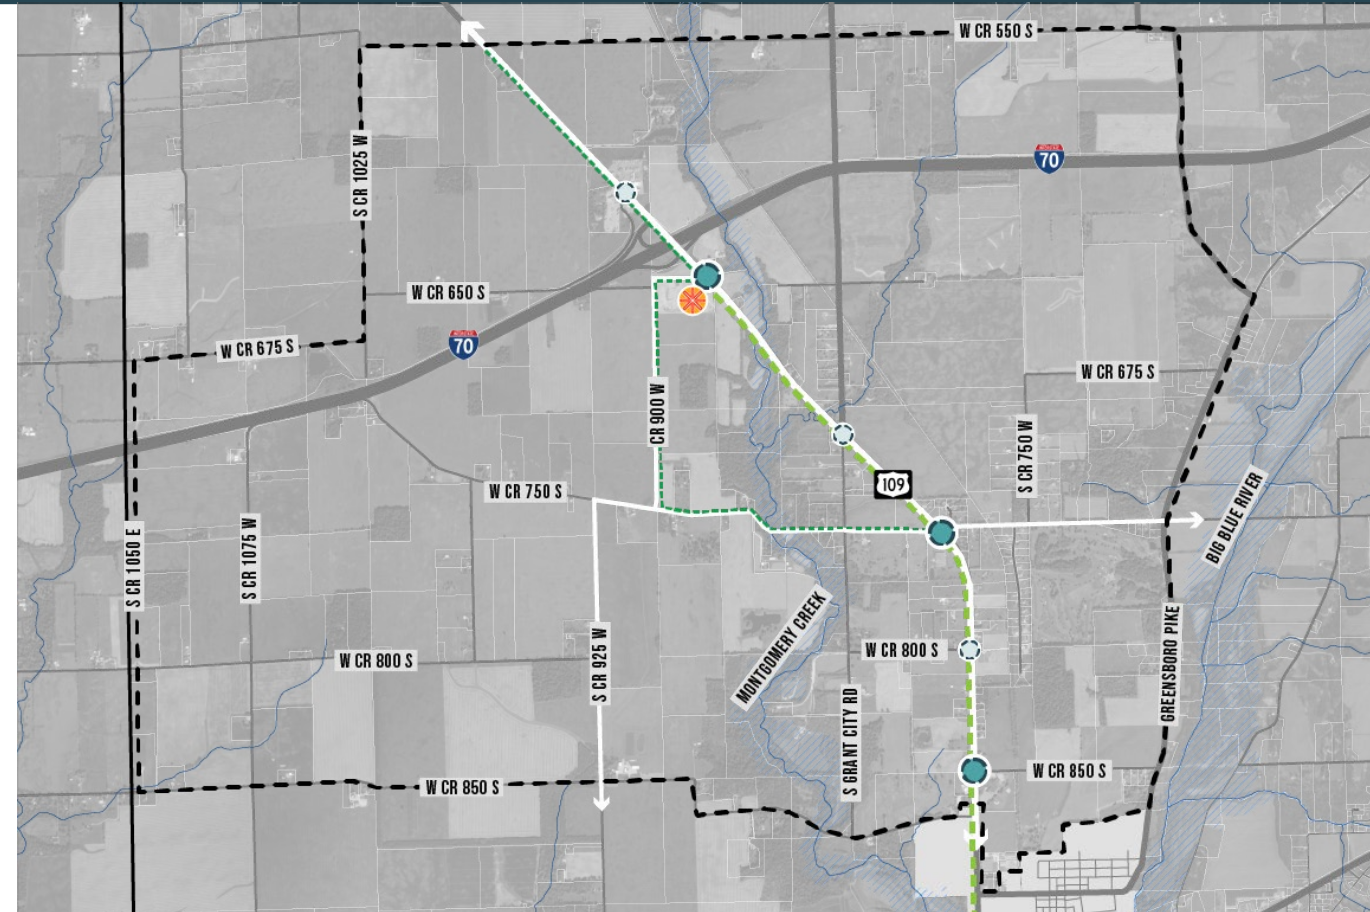 W CR 550 S
S CR 1025 W
70
W CR 650 S
70
W CR 675 S
W CR 675 S
CR 900 W
S CR 750 W
109
W CR 750 S
BIG BLUE RIVER
S CR 1050 E
S CR 1075 W
MONTGOMERY CREEK
W CR 800 S
W CR 800 S
S CR 925 W
GREENSBORO PIKE
S GRANT CITY RD
W CR 850 S
W CR 850 S